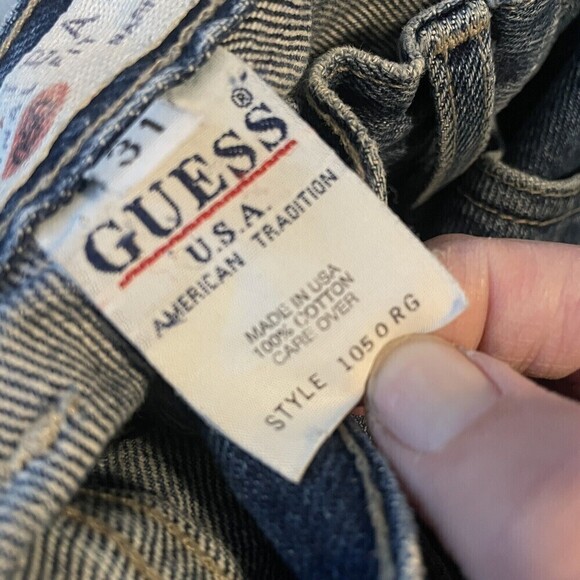 31
GUESS®
U.S.A.
AMERICAN TRADITION
MADE IN USA
100% COTTON
CARE OVER
STYLE 1050RG